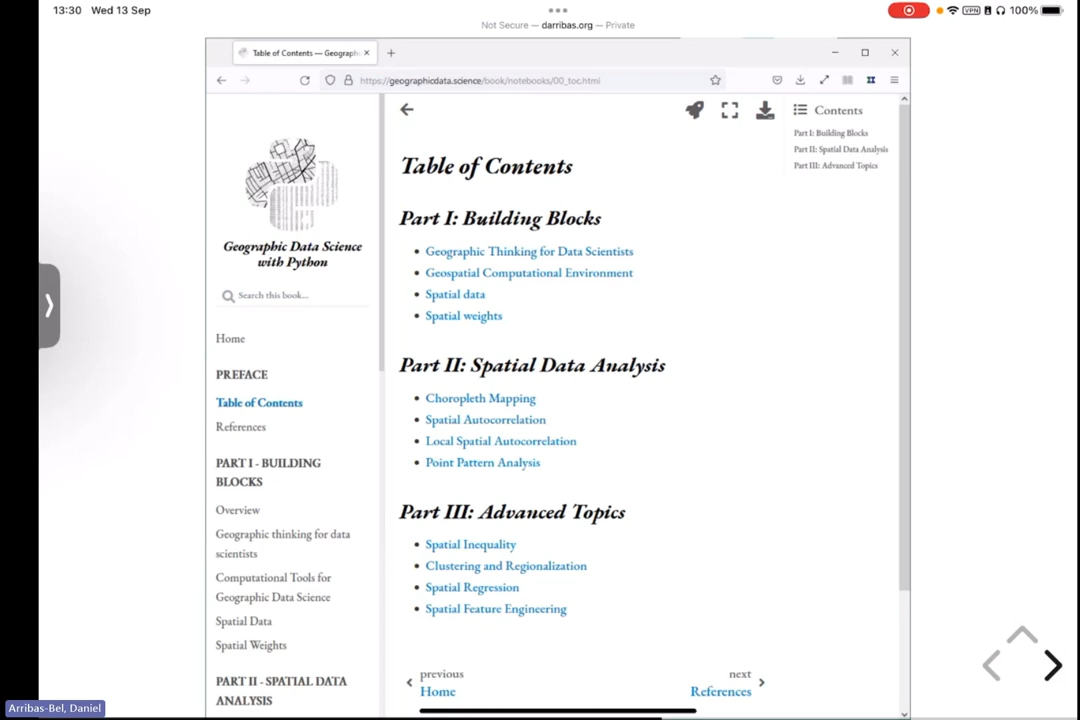 13:30 Wed 13 Sep
VPN 100%
Not Secure — darribas.org — Private
Table of Contents — Geograph
https://geographicdata.science/book/notebooks/00_toc.html
Geographic Data Science
with Python
Search this book...
Home
PREFACE
Table of Contents
References
PART I - BUILDING
BLOCKS
Overview
Geographic thinking for data
scientists
Computational Tools for
Geographic Data Science
Spatial Data
Spatial Weights
PART II - SPATIAL DATA
ANALYSIS
Table of Contents
Part I: Building Blocks
Geographic Thinking for Data Scientists
Geospatial Computational Environment
Spatial data
Spatial weights
Part II: Spatial Data Analysis
Choropleth Mapping
Spatial Autocorrelation
Local Spatial Autocorrelation
Point Pattern Analysis
Part III: Advanced Topics
Spatial Inequality
Clustering and Regionalization
Spatial Regression
Spatial Feature Engineering
previous
Home
next
References
Contents
Part I: Building Blocks
Part II: Spatial Data Analysis
Part III: Advanced Topics
Arribas-Bel, Daniel